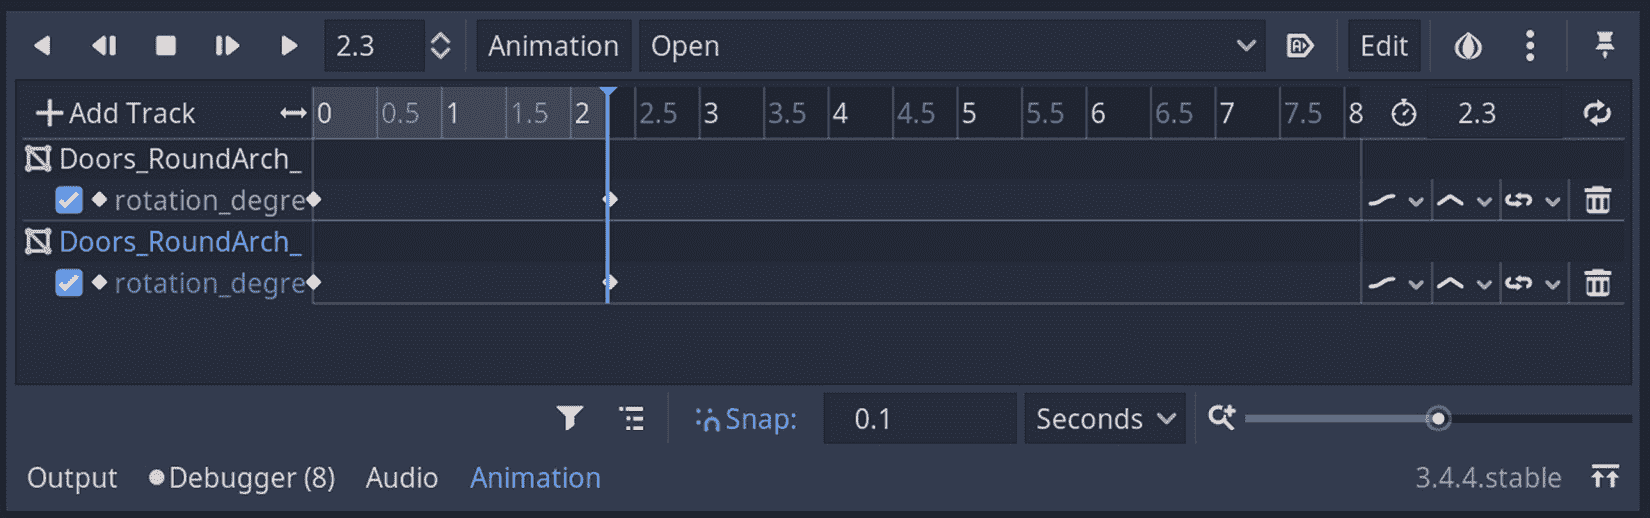 2.3 Animation Open Edit
Add Track 0 0.5 1 1.5 2 2.5 3 3.5 4 4.5 5 5.5 6 6.5 7 7.5 8 2.3
Doors_RoundArch_
rotation_degre
Doors_RoundArch_
rotation_degre
Snap: 0.1 Seconds
Output Debugger (8) Audio Animation 3.4.4.stable